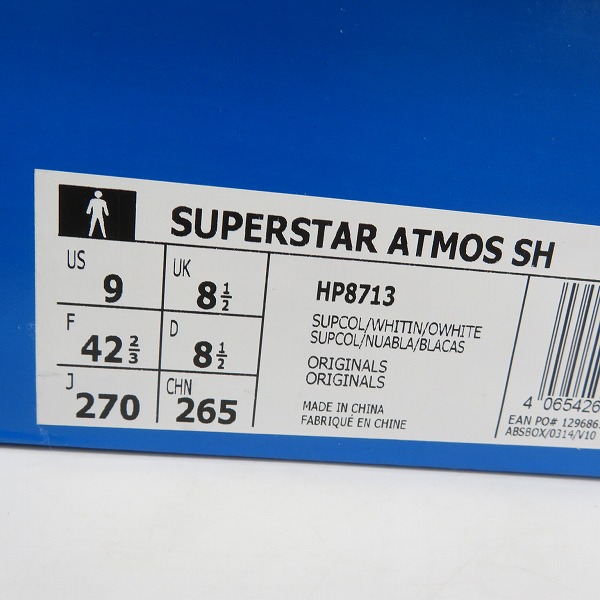 SUPERSTAR ATMOS SH
US 9 UK 8 1/2
F 42 2/3 D 8 1/2
J 270 CHN 265
HP8713
SUPCOL/WHITIN/OWHITE
SUPCOL/NUABLA/BLACAS
ORIGINALS
ORIGINALS
MADE IN CHINA
FABRIQUÉ EN CHINE
4 065426
EAN PO# 129686
ABSBOX/0314/V10